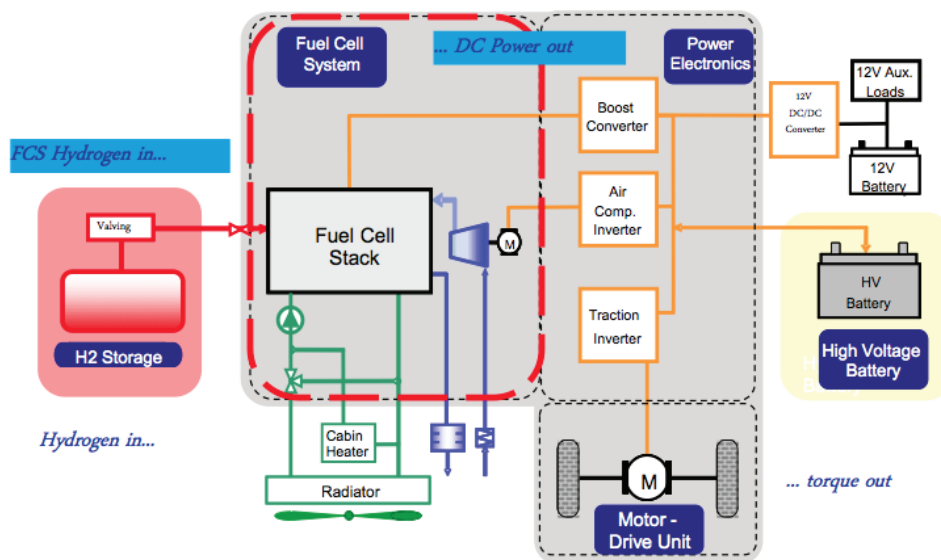 Fuel Cell
System
... DC Power out
Power
Electronics
12V Aux.
Loads
12V
DC/DC
Converter
Boost
Converter
FCS Hydrogen in...
12V
Battery
Valving
Air
Comp.
Inverter
M
Fuel Cell
Stack
HV
Battery
Traction
Inverter
H2 Storage
High Voltage
Battery
Hydrogen in...
Cabin
Heater
Radiator
M
... torque out
Motor -
Drive Unit